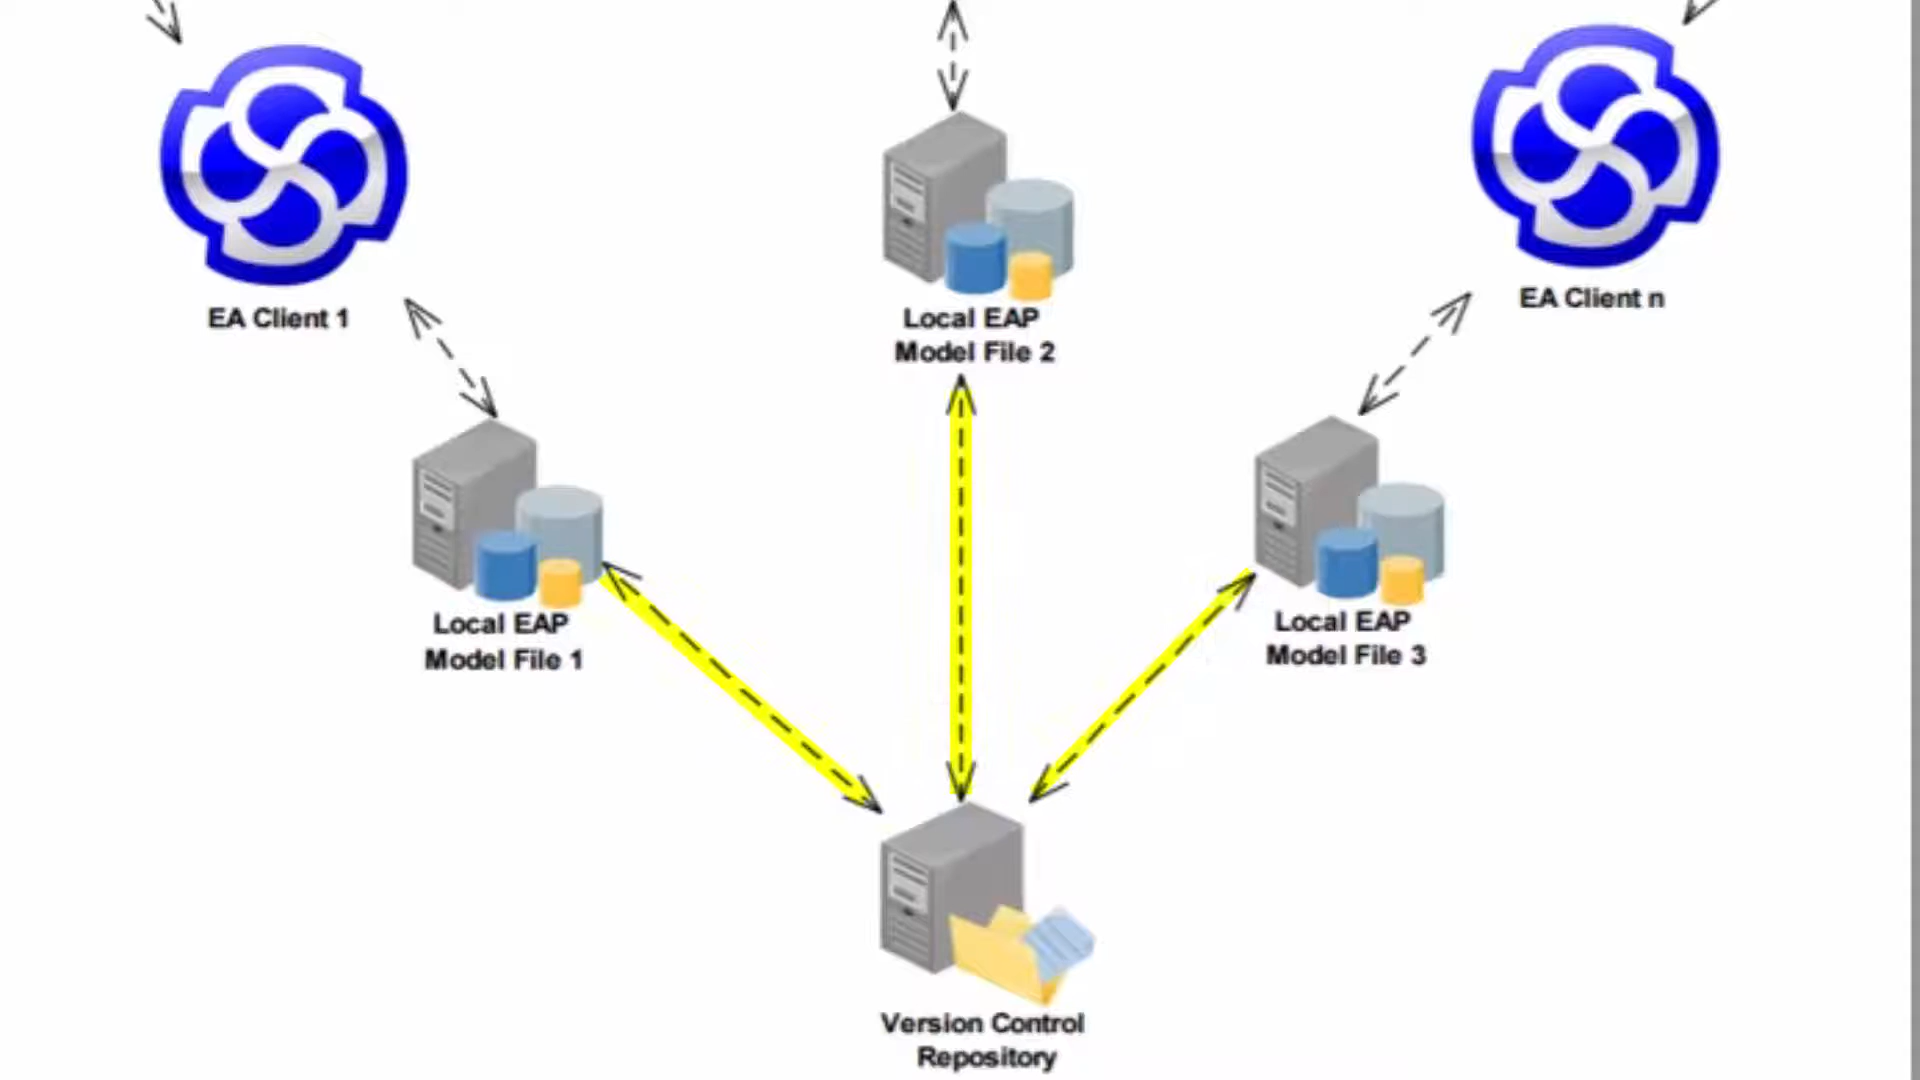 EA Client 1
Local EAP
Model File 2
EA Client n
Local EAP
Model File 1
Local EAP
Model File 3
Version Control
Repository